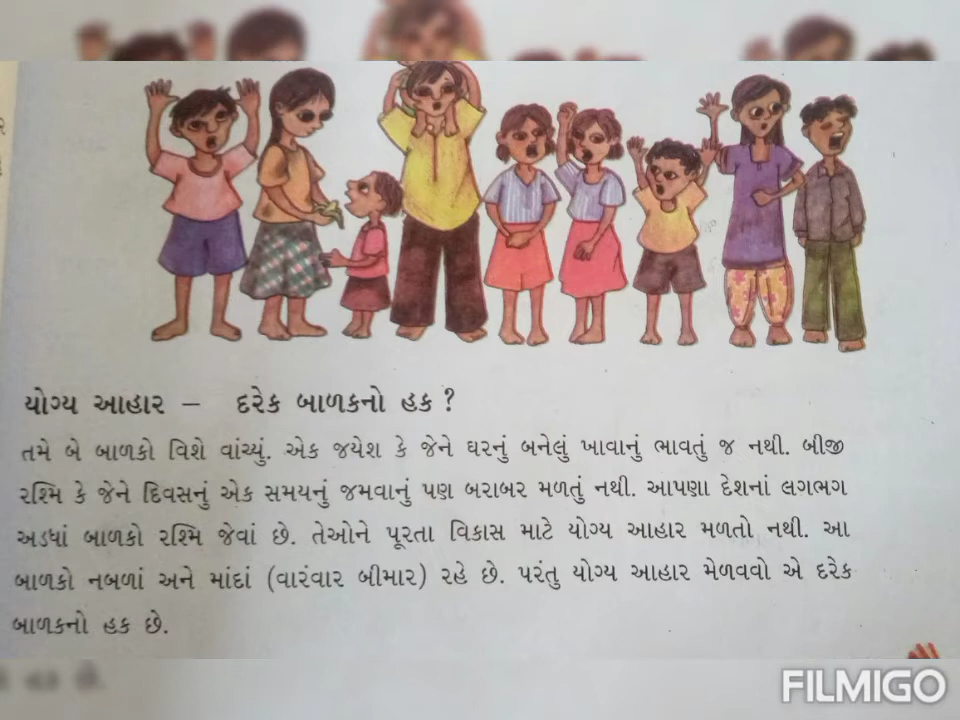 યોગ્ય આહાર – દરેક બાળકનો હક ?
તમે બે બાળકો વિશે વાંચ્યું. એક જયેશ કે જેને ઘરનું બનેલું ખાવાનું ભાવતું જ નથી. બીજી
રશ્મિ કે જેને દિવસનું એક સમયનું જમવાનું પણ બરાબર મળતું નથી. આપણા દેશનાં લગભગ
અડધાં બાળકો રશ્મિ જેવાં છે. તેઓને પૂરતા વિકાસ માટે યોગ્ય આહાર મળતો નથી. આ
બાળકો નબળાં અને માંદાં (વારંવાર બીમાર) રહે છે. પરંતુ યોગ્ય આહાર મેળવવો એ દરેક
બાળકનો હક છે.
FILMIGO